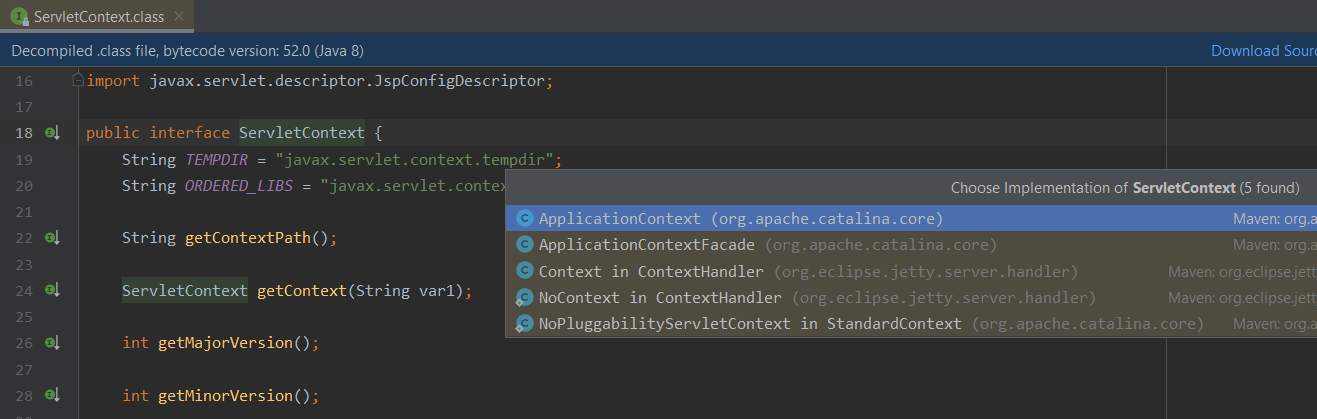 ServletContext.class
Decompiled .class file, bytecode version: 52.0 (Java 8) Download Sour
16 import javax.servlet.descriptor.JspConfigDescriptor;
17
18 public interface ServletContext {
19 String TEMPDIR = "javax.servlet.context.tempdir";
20 String ORDERED_LIBS = "javax.servlet.contex
Choose Implementation of ServletContext (5 found)
21 ApplicationContext (org.apache.catalina.core) Maven: org.a
22 String getContextPath(); ApplicationContextFacade (org.apache.catalina.core) Maven: org.a
23 Context in ContextHandler (org.eclipse.jetty.server.handler) Maven: org.eclipse.jett
24 ServletContext getContext(String var1); NoContext in ContextHandler (org.eclipse.jetty.server.handler) Maven: org.eclipse.jetty
25 NoPluggabilityServletContext in StandardContext (org.apache.catalina.core) Maven: org.a
26 int getMajorVersion();
27
28 int getMinorVersion();